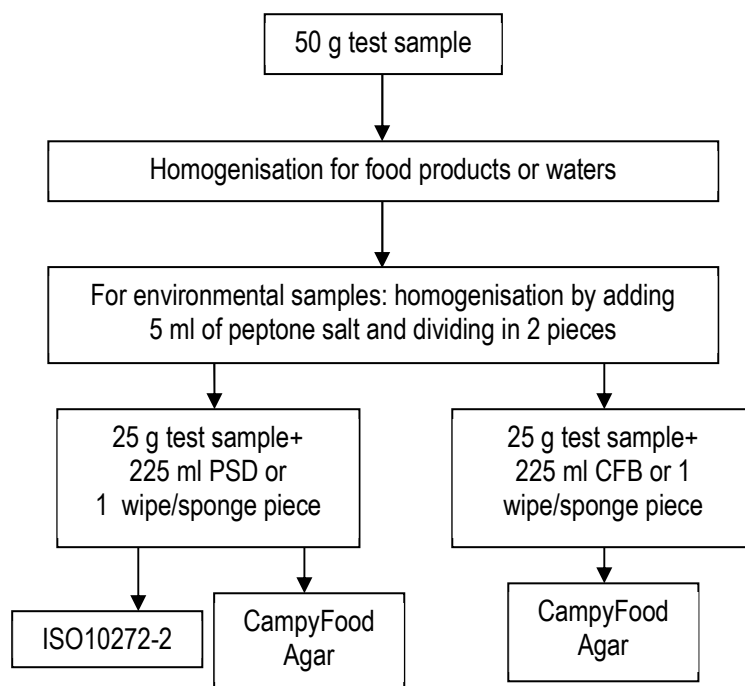 50 g test sample
Homogenisation for food products or waters
For environmental samples: homogenisation by adding
5 ml of peptone salt and dividing in 2 pieces
25 g test sample+
225 ml PSD or
1 wipe/sponge piece
25 g test sample+
225 ml CFB or 1
wipe/sponge piece
ISO10272-2
CampyFood
Agar
CampyFood
Agar